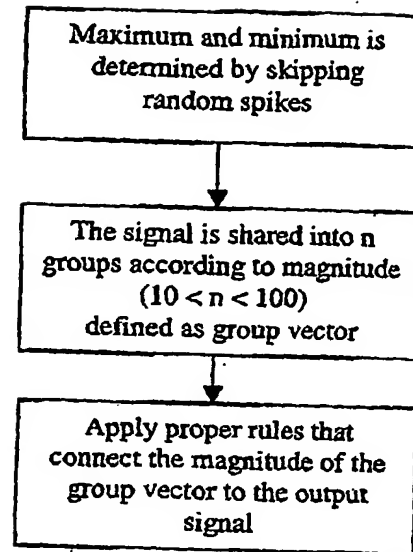 Maximum and minimum is
determined by skipping
random spikes
The signal is shared into n
groups according to magnitude
(10 < n < 100)
defined as group vector
Apply proper rules that
connect the magnitude of the
group vector to the output
signal